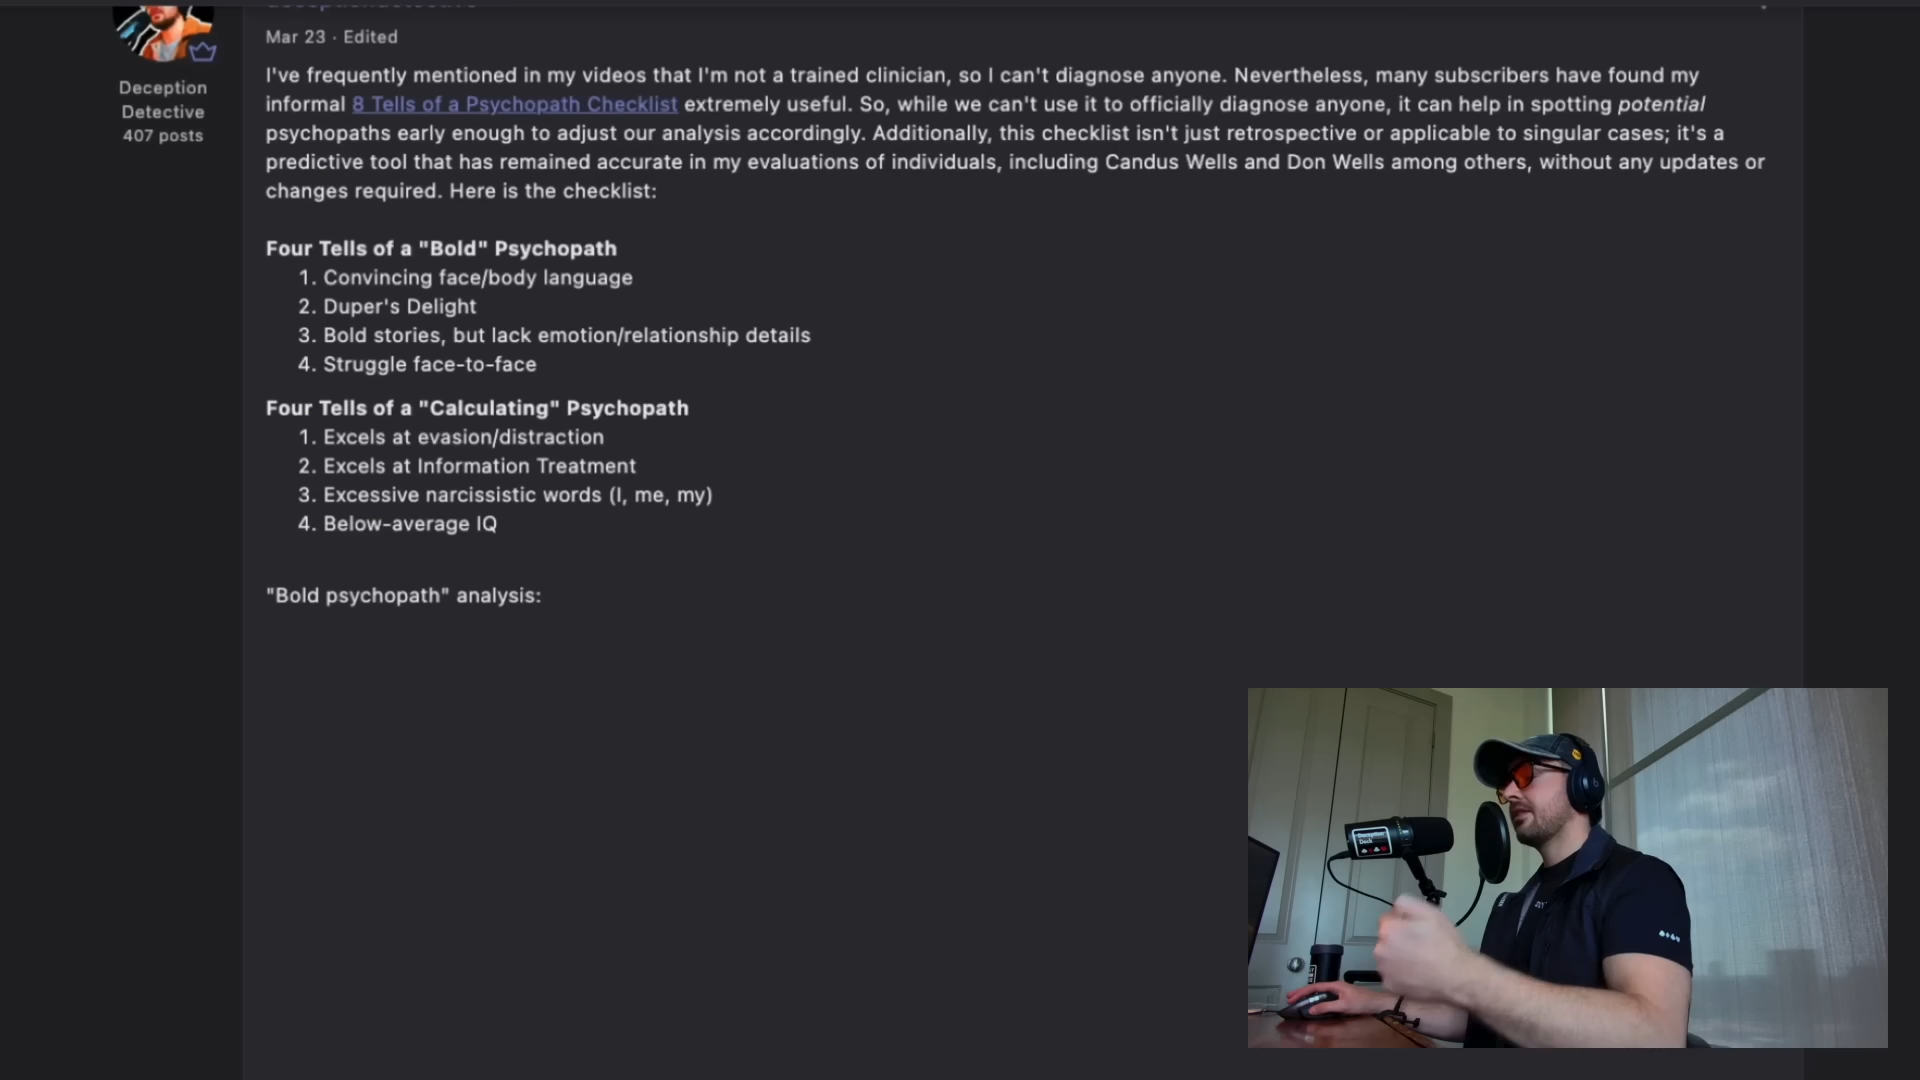 Mar 23 · Edited
Deception
Detective
407 posts
I've frequently mentioned in my videos that I'm not a trained clinician, so I can't diagnose anyone. Nevertheless, many subscribers have found my
informal 8 Tells of a Psychopath Checklist extremely useful. So, while we can't use it to officially diagnose anyone, it can help in spotting potential
psychopaths early enough to adjust our analysis accordingly. Additionally, this checklist isn't just retrospective or applicable to singular cases; it's a
predictive tool that has remained accurate in my evaluations of individuals, including Candus Wells and Don Wells among others, without any updates or
changes required. Here is the checklist:
Four Tells of a "Bold" Psychopath
1. Convincing face/body language
2. Duper's Delight
3. Bold stories, but lack emotion/relationship details
4. Struggle face-to-face
Four Tells of a "Calculating" Psychopath
1. Excels at evasion/distraction
2. Excels at Information Treatment
3. Excessive narcissistic words (I, me, my)
4. Below-average IQ
"Bold psychopath" analysis:
Deception
Deck